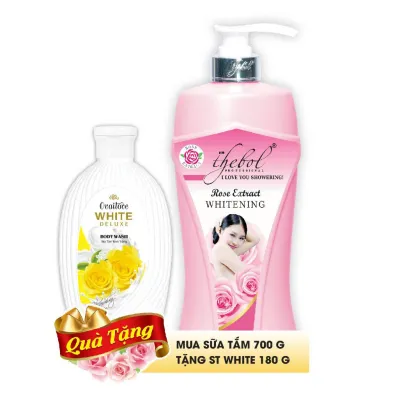 thebol®
PROFESSIONAL
I LOVE YOU SHOWERING!
Rose Extract
WHITENING
WHITE
DELUXE
BODY WASH
Quà Tặng
MUA SỮA TẮM 700 G
TẶNG ST WHITE 180 G